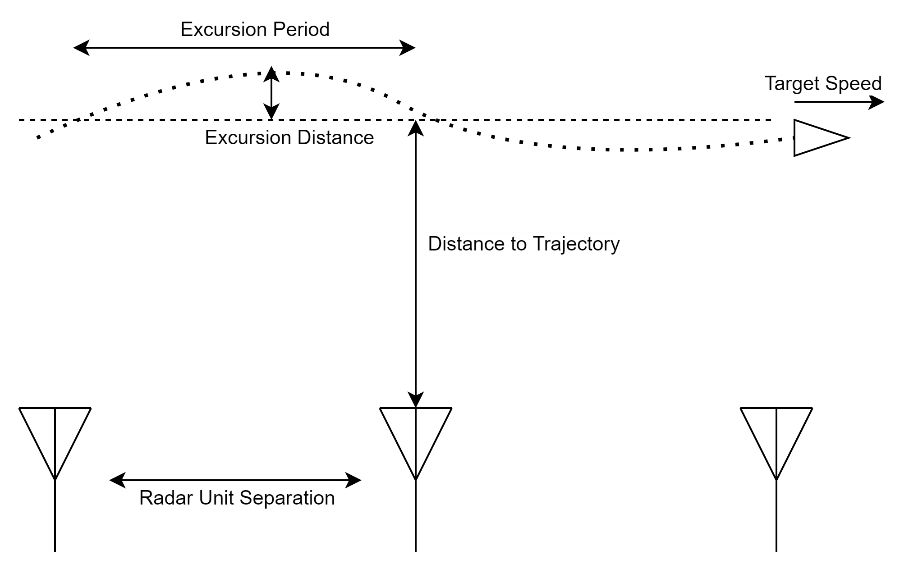 Excursion Period
Target Speed
Excursion Distance
Distance to Trajectory
Radar Unit Separation